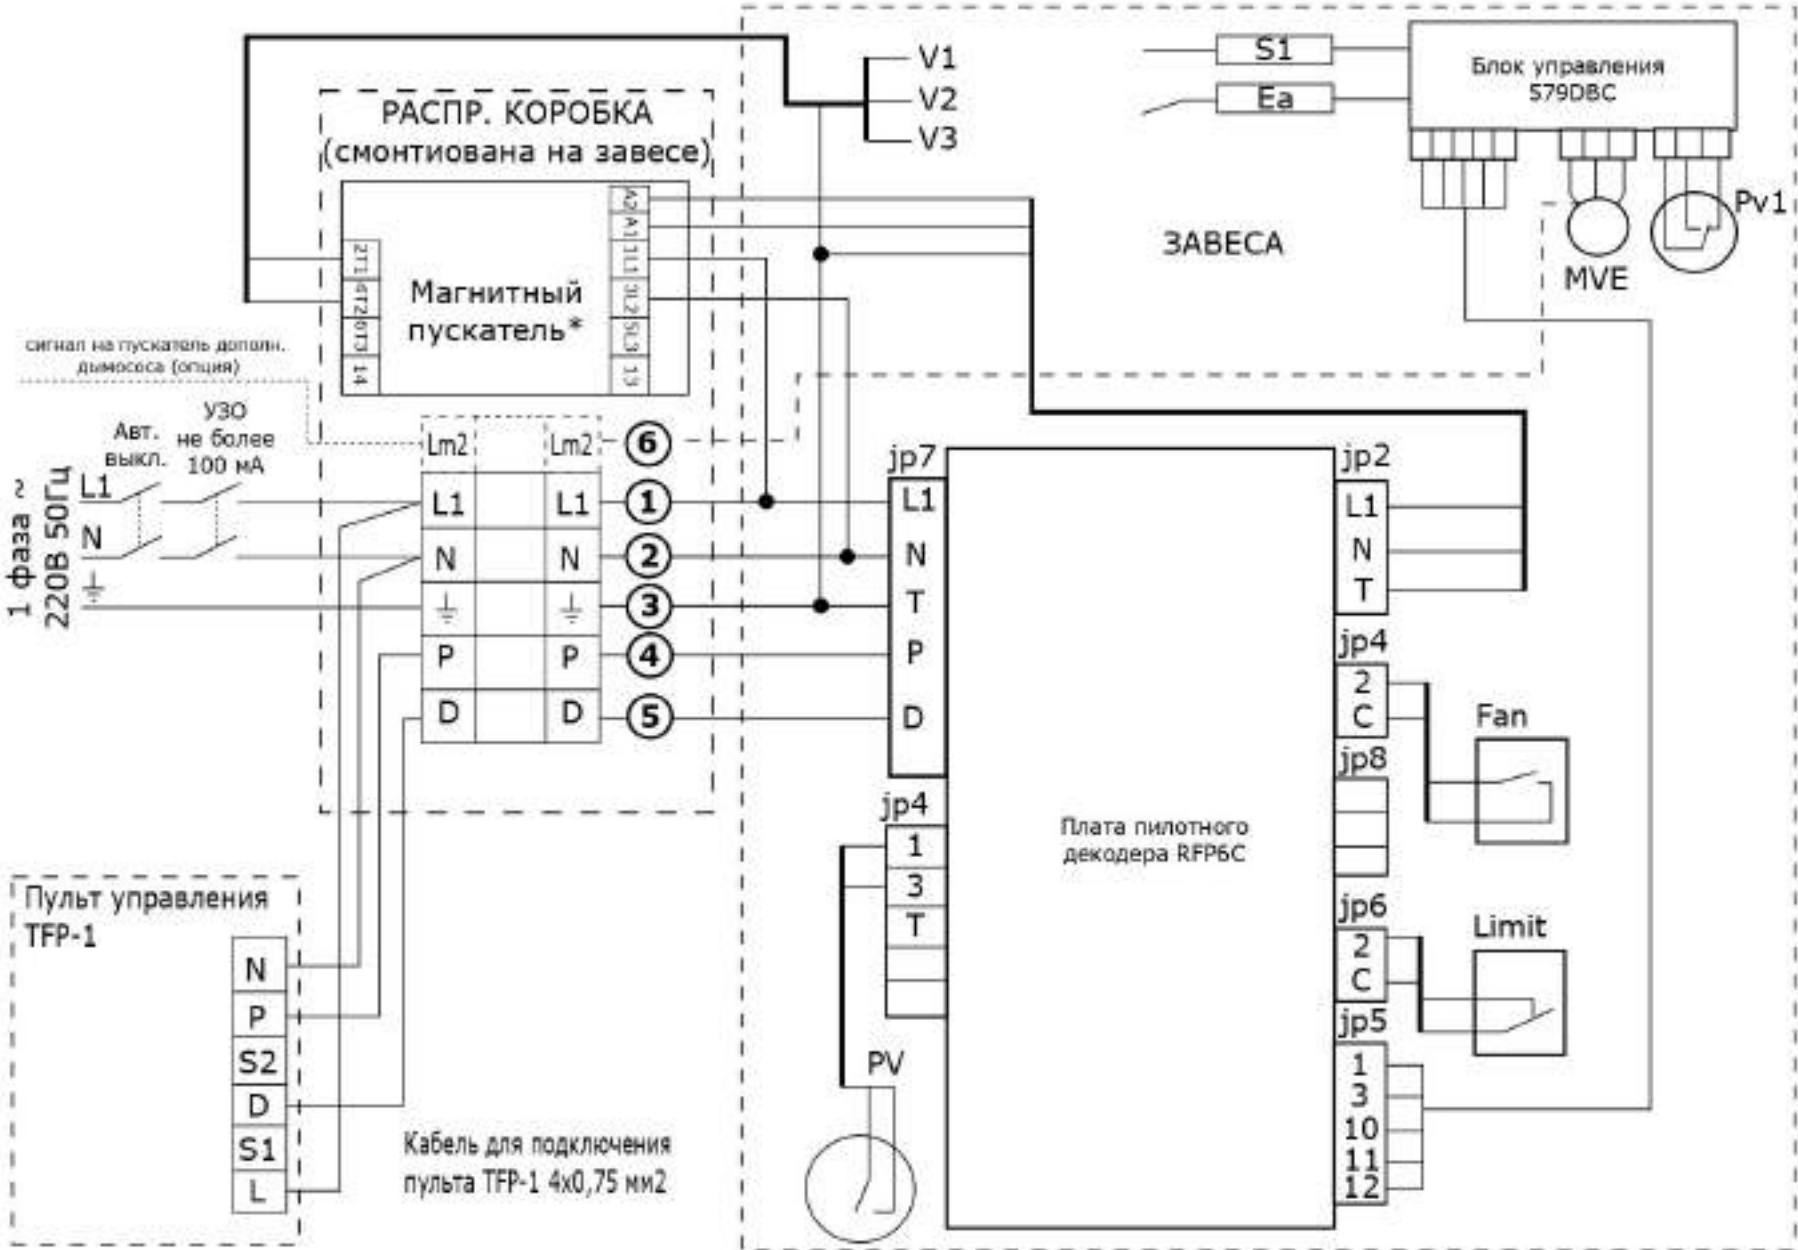 V1
V2
V3
S1
Ea
Блок управления
579DBC
Pv1
MVE
ЗАВЕСА
РАСПР. КОРОБКА
(смонтиована на завесе)
Магнитный
пускатель*
2T1
4T2
6T3
14
A2
A1
1L1
3L2
5L3
13
сигнал на пускатель дополн.
дымососа (опция)
УЗО
не более
100 мА
Авт.
выкл.
1 фаза ~
220В 50Гц
L1
N
Lm2
Lm2
6
L1
L1
1
N
N
2
3
P
P
4
D
D
5
jp7
L1
N
T
P
D
jp4
1
3
T
PV
Плата пилотного
декодера RFP6C
jp2
L1
N
T
jp4
2
C
jp8
Fan
jp6
2
C
Limit
jp5
1
3
10
11
12
Пульт управления
TFP-1
N
P
S2
D
S1
L
Кабель для подключения
пульта TFP-1 4x0,75 мм2